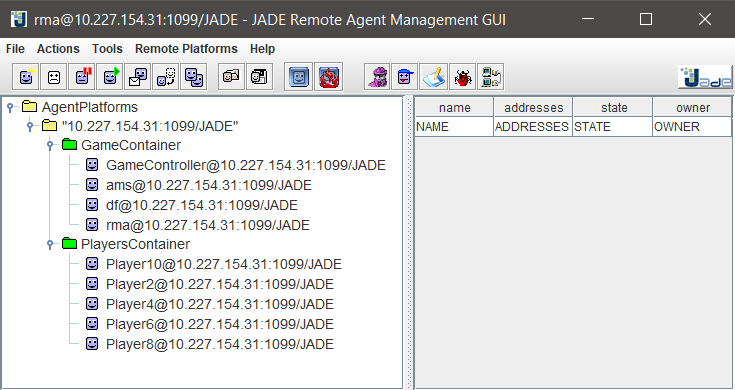 rma@10.227.154.31:1099/JADE - JADE Remote Agent Management GUI
File Actions Tools Remote Platforms Help
Jade
AgentPlatforms
"10.227.154.31:1099/JADE"
GameContainer
GameController@10.227.154.31:1099/JADE
ams@10.227.154.31:1099/JADE
df@10.227.154.31:1099/JADE
rma@10.227.154.31:1099/JADE
PlayersContainer
Player10@10.227.154.31:1099/JADE
Player2@10.227.154.31:1099/JADE
Player4@10.227.154.31:1099/JADE
Player6@10.227.154.31:1099/JADE
Player8@10.227.154.31:1099/JADE
name addresses state owner
NAME ADDRESSES STATE OWNER